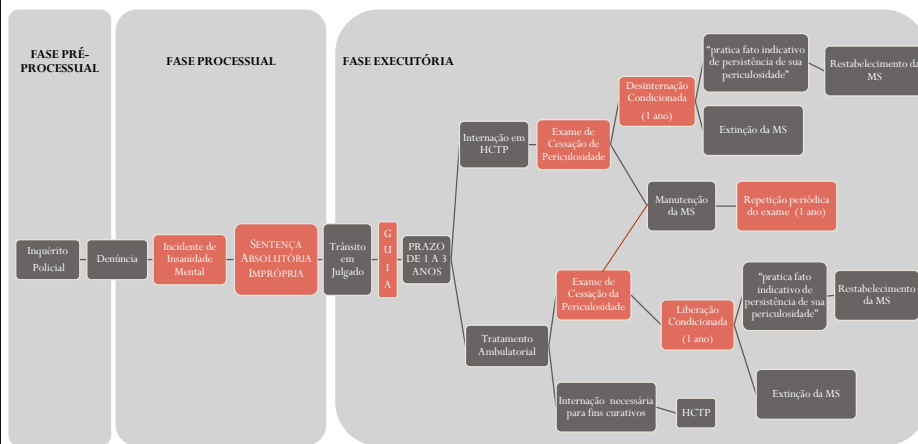 FASE PRÉ-
PROCESSUAL
FASE PROCESSUAL
FASE EXECUTÓRIA
Inquérito
Policial
Denúncia
Incidente de
Insanidade
Mental
SENTENÇA
ABSOLUTÓRIA
IMPRÓPRIA
Trânsito
em
Julgado
G
U
I
A
PRAZO
DE 1 A 3
ANOS
Internação em
HCTP
Exame de
Cessação de
Periculosidade
Desinternação
Condicionada
(1 ano)
“pratica fato indicativo
de persistência de sua
periculosidade”
Restabelecimento da
MS
Extinção da MS
Manutenção
da MS
Repetição periódica
do exame (1 ano)
Tratamento
Ambulatorial
Exame de
Cessação da
Periculosidade
Liberação
Condicionada
(1 ano)
“pratica fato
indicativo de
persistência de sua
periculosidade”
Restabelecimento
da MS
Extinção da MS
Internação necessária
para fins curativos
HCTP